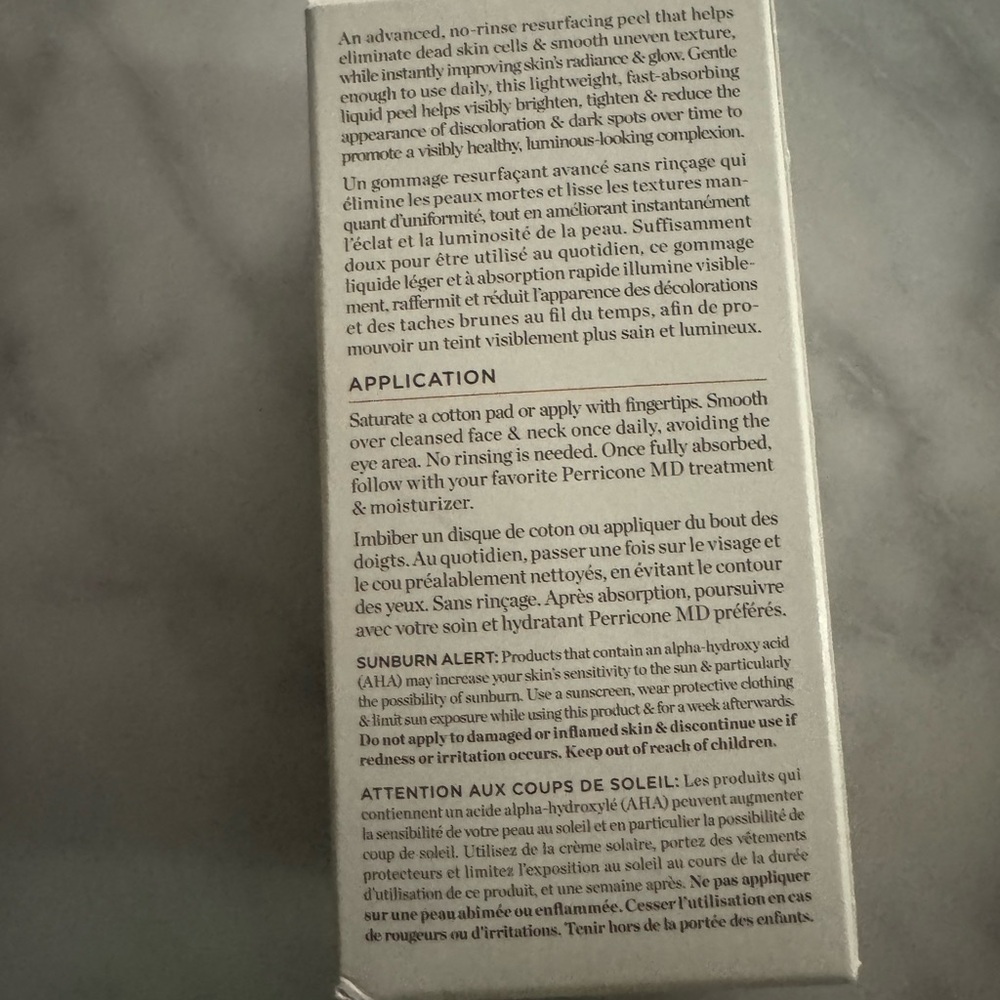 An advanced, no-rinse resurfacing peel that helps
eliminate dead skin cells & smooth uneven texture,
while instantly improving skin's radiance & glow. Gentle
enough to use daily, this lightweight, fast-absorbing
liquid peel helps visibly brighten, tighten & reduce the
appearance of discoloration & dark spots over time to
promote a visibly healthy, luminous-looking complexion.
Un gommage resurfaçant avancé sans rinçage qui
élimine les peaux mortes et lisse les textures man-
quant d'uniformité, tout en améliorant instantanément
l'éclat et la luminosité de la peau. Suffisamment
doux pour être utilisé au quotidien, ce gommage
liquide léger et à absorption rapide illumine visible-
ment, raffermit et réduit l'apparence des décolorations
et des taches brunes au fil du temps, afin de pro-
mouvoir un teint visiblement plus sain et lumineux.
APPLICATION
Saturate a cotton pad or apply with fingertips. Smooth
over cleansed face & neck once daily, avoiding the
eye area. No rinsing is needed. Once fully absorbed,
follow with your favorite Perricone MD treatment
& moisturizer.
Imbiber un disque de coton ou appliquer du bout des
doigts. Au quotidien, passer une fois sur le visage et
le cou préalablement nettoyés, en évitant le contour
des yeux. Sans rinçage. Après absorption, poursuivre
avec votre soin et hydratant Perricone MD préférés.
SUNBURN ALERT: Products that contain an alpha-hydroxy acid
(AHA) may increase your skin's sensitivity to the sun & particularly
the possibility of sunburn. Use a sunscreen, wear protective clothing
& limit sun exposure while using this product & for a week afterwards.
Do not apply to damaged or inflamed skin & discontinue use if
redness or irritation occurs. Keep out of reach of children.
ATTENTION AUX COUPS DE SOLEIL: Les produits qui
contiennent un acide alpha-hydroxylé (AHA) peuvent augmenter
la sensibilité de votre peau au soleil et en particulier la possibilité de
coup de soleil. Utilisez de la crème solaire, portez des vêtements
protecteurs et limitez l'exposition au soleil au cours de la durée
d'utilisation de ce produit, et une semaine après. Ne pas appliquer
sur une peau abimée ou enflammée. Cesser l'utilisation en cas
de rougeurs ou d'irritations. Tenir hors de la portée des enfants.